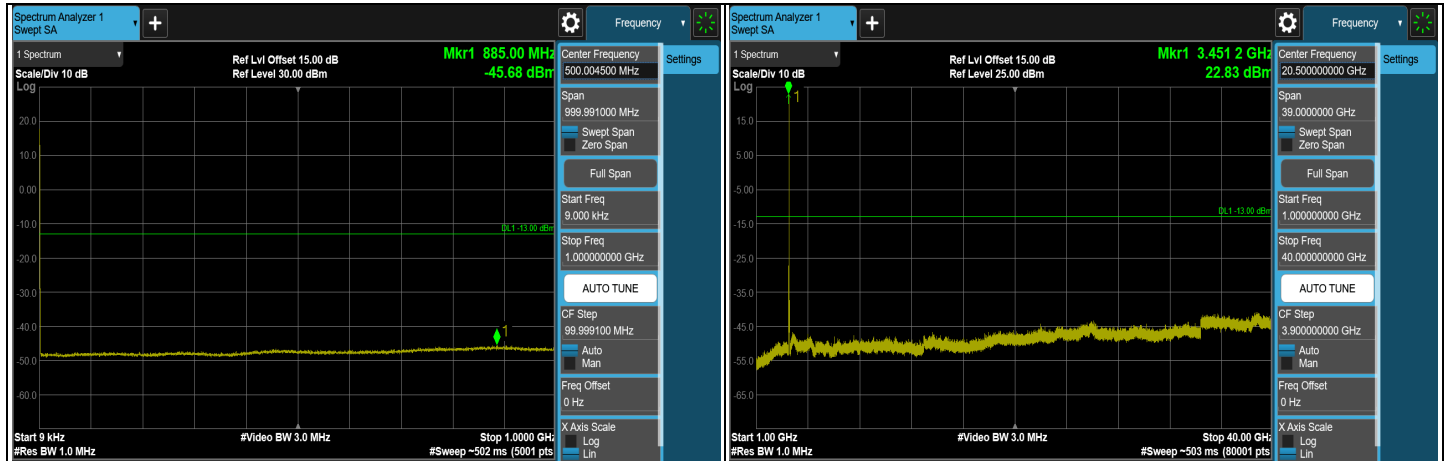 Spectrum Analyzer 1
Swept SA
+
Frequency
1 Spectrum
Scale/Div 10 dB
Log
Ref Lvl Offset 15.00 dB
Ref Level 30.00 dBm
Mkr1 885.00 MHz
-45.68 dBm
1
20.0
10.0
0.00
-10.0
-20.0
-30.0
-40.0
-50.0
-60.0
DL1 -13.00 dBm
Start 9 kHz
#Res BW 1.0 MHz
#Video BW 3.0 MHz
Stop 1.0000 GHz
#Sweep ~502 ms (5001 pts
Center Frequency
500.004500 MHz
Span
999.991000 MHz
Swept Span
Zero Span
Full Span
Start Freq
9.000 kHz
Stop Freq
1.000000000 GHz
AUTO TUNE
CF Step
99.999100 MHz
Auto
Man
Freq Offset
0 Hz
X Axis Scale
Log
Lin
Settings
Spectrum Analyzer 1
Swept SA
+
Frequency
1 Spectrum
Scale/Div 10 dB
Log
Ref Lvl Offset 15.00 dB
Ref Level 25.00 dBm
Mkr1 3.451 2 GHz
22.83 dBm
1
15.0
5.00
-5.00
-15.0
-25.0
-35.0
-45.0
-55.0
-65.0
DL1 -13.00 dBm
Start 1.00 GHz
#Res BW 1.0 MHz
#Video BW 3.0 MHz
Stop 40.00 GHz
#Sweep ~503 ms (80001 pts
Center Frequency
20.500000000 GHz
Span
39.0000000 GHz
Swept Span
Zero Span
Full Span
Start Freq
1.000000000 GHz
Stop Freq
40.000000000 GHz
AUTO TUNE
CF Step
3.900000000 GHz
Auto
Man
Freq Offset
0 Hz
X Axis Scale
Log
Lin
Settings